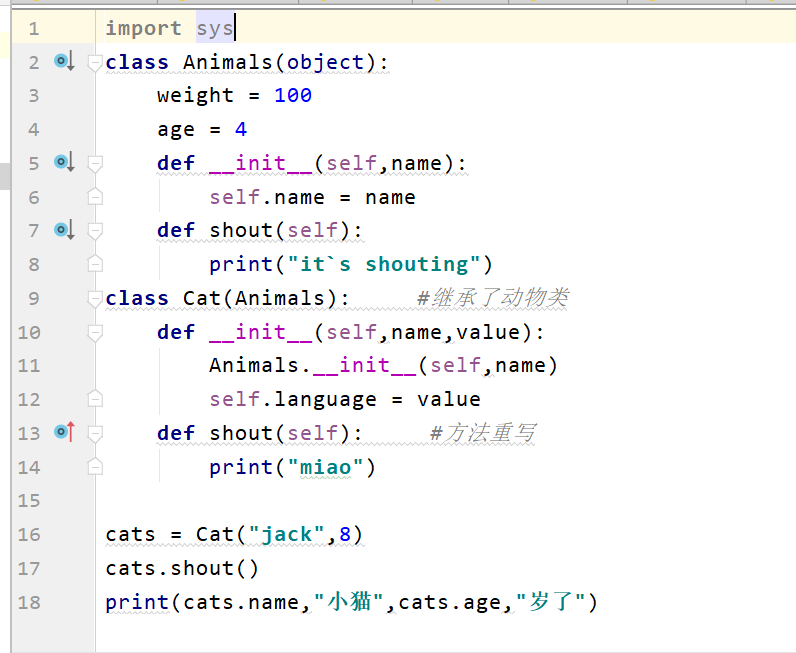 1 import sys
2 class Animals(object):
3 weight = 100
4 age = 4
5 def __init__(self,name):
6 self.name = name
7 def shout(self):
8 print("it`s shouting")
9 class Cat(Animals): #继承了动物类
10 def __init__(self,name,value):
11 Animals.__init__(self,name)
12 self.language = value
13 def shout(self): #方法重写
14 print("miao")
15
16 cats = Cat("jack",8)
17 cats.shout()
18 print(cats.name,"小猫",cats.age,"岁了")